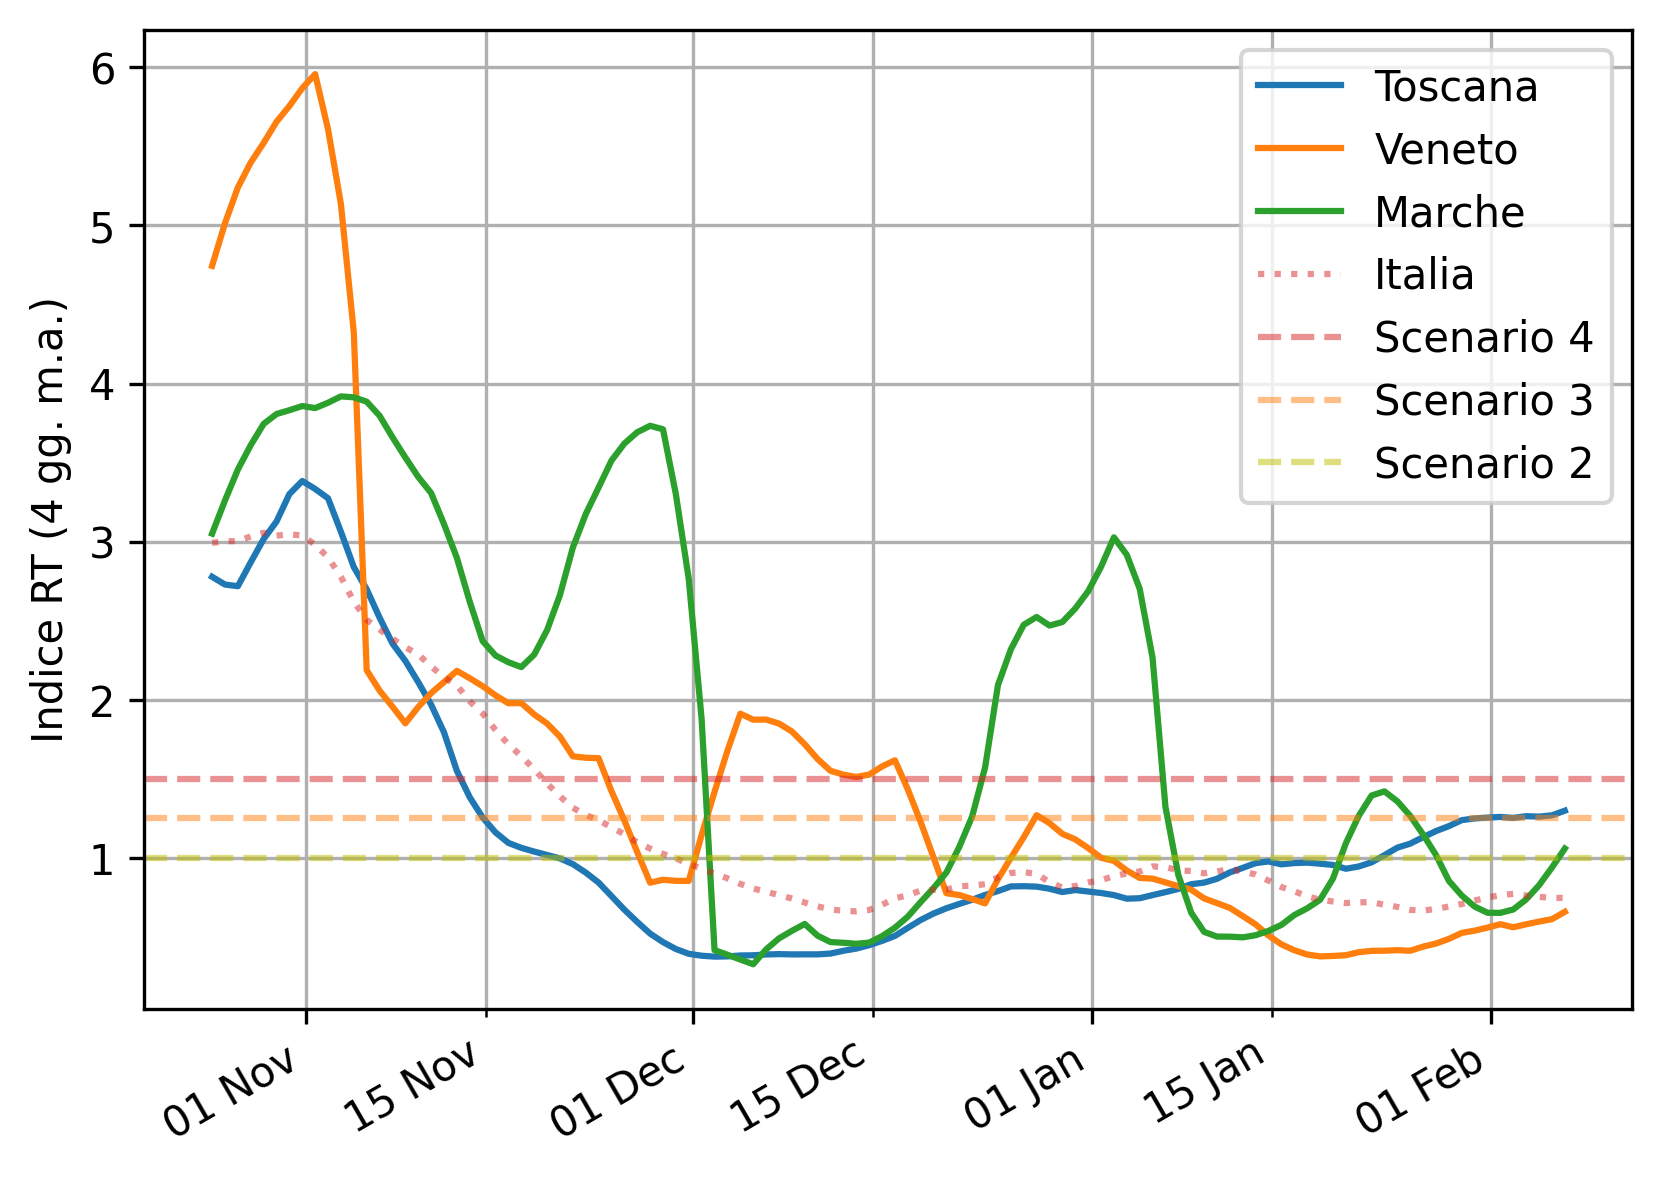 6
5
4
3
2
1
Indice RT (4 gg. m.a.)
Toscana
Veneto
Marche
Italia
Scenario 4
Scenario 3
Scenario 2
01 Nov
15 Nov
01 Dec
15 Dec
01 Jan
15 Jan
01 Feb